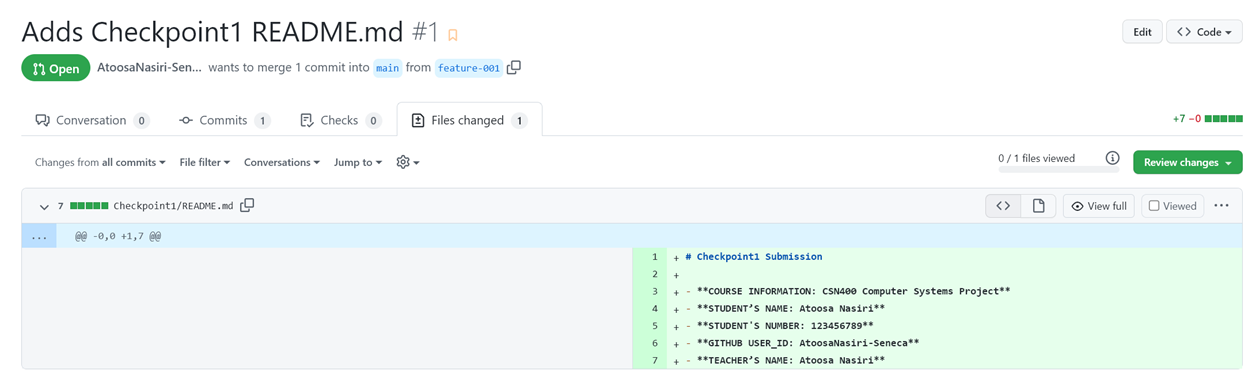 Adds Checkpoint1 README.md #1
Edit
Code
Open
AtoosaNasiri-Sen... wants to merge 1 commit into main from feature-001
Conversation 0
Commits 1
Checks 0
Files changed 1
+7 −0
Changes from all commits
File filter
Conversations
Jump to
0 / 1 files viewed
Review changes
7 Checkpoint1/README.md
View full
Viewed
...
... @@ -0,0 +1,7 @@
1 + # Checkpoint1 Submission
2 +
3 + - **COURSE INFORMATION: CSN400 Computer Systems Project**
4 + - **STUDENT’S NAME: Atoosa Nasiri**
5 + - **STUDENT'S NUMBER: 123456789**
6 + - **GITHUB USER_ID: AtoosaNasiri-Seneca**
7 + - **TEACHER’S NAME: Atoosa Nasiri**